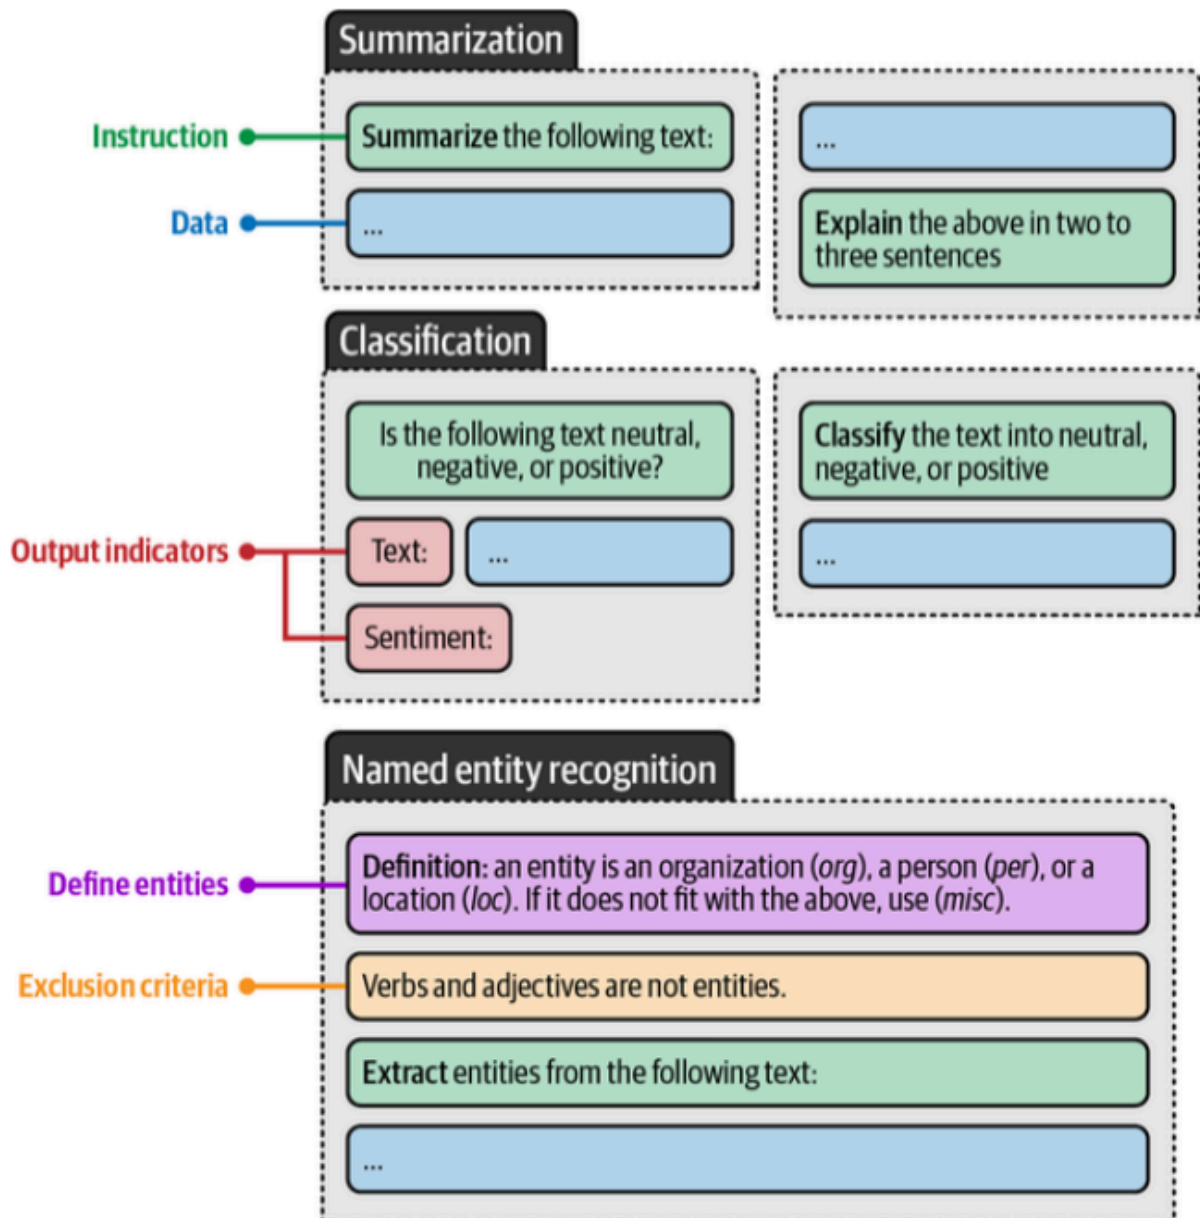 Summarization
Instruction
Summarize the following text:
Data
...
...
Explain the above in two to
three sentences
Classification
Is the following text neutral,
negative, or positive?
Output indicators
Text:
...
Sentiment:
Classify the text into neutral,
negative, or positive
...
Named entity recognition
Define entities
Definition: an entity is an organization (org), a person (per), or a
location (loc). If it does not fit with the above, use (misc).
Exclusion criteria
Verbs and adjectives are not entities.
Extract entities from the following text:
...